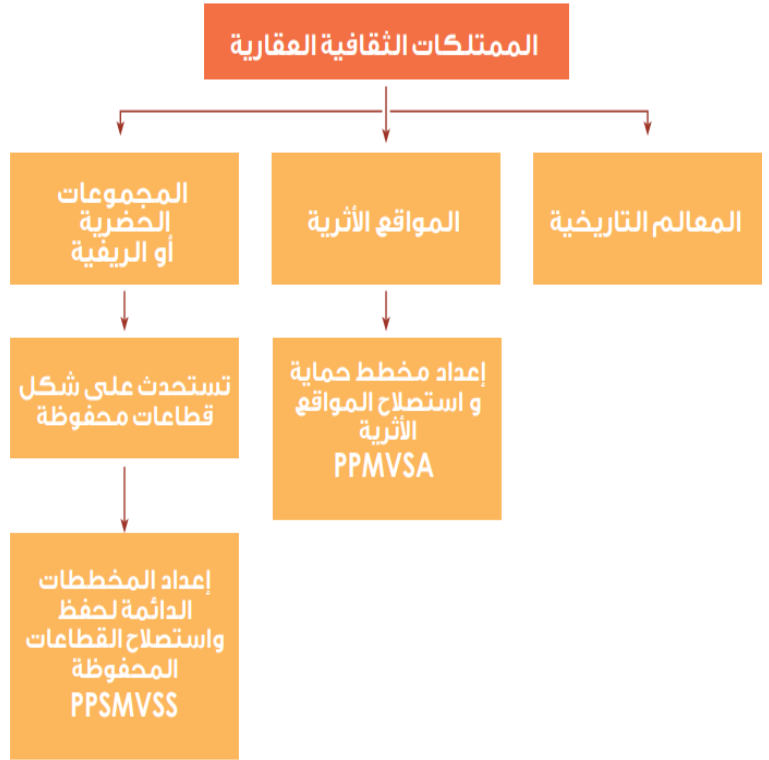 الممتلكات الثقافية العقارية
المعالم التاريخية
المواقع الأثرية
المجموعات
الحضرية
أو الريفية
إعداد مخطط حماية
و استصلاح المواقع
الأثرية
PPMVSA
تستحدث على شكل
قطاعات محفوظة
إعداد المخططات
الدائمة لحفظ
واستصلاح القطاعات
المحفوظة
PPSMVSS